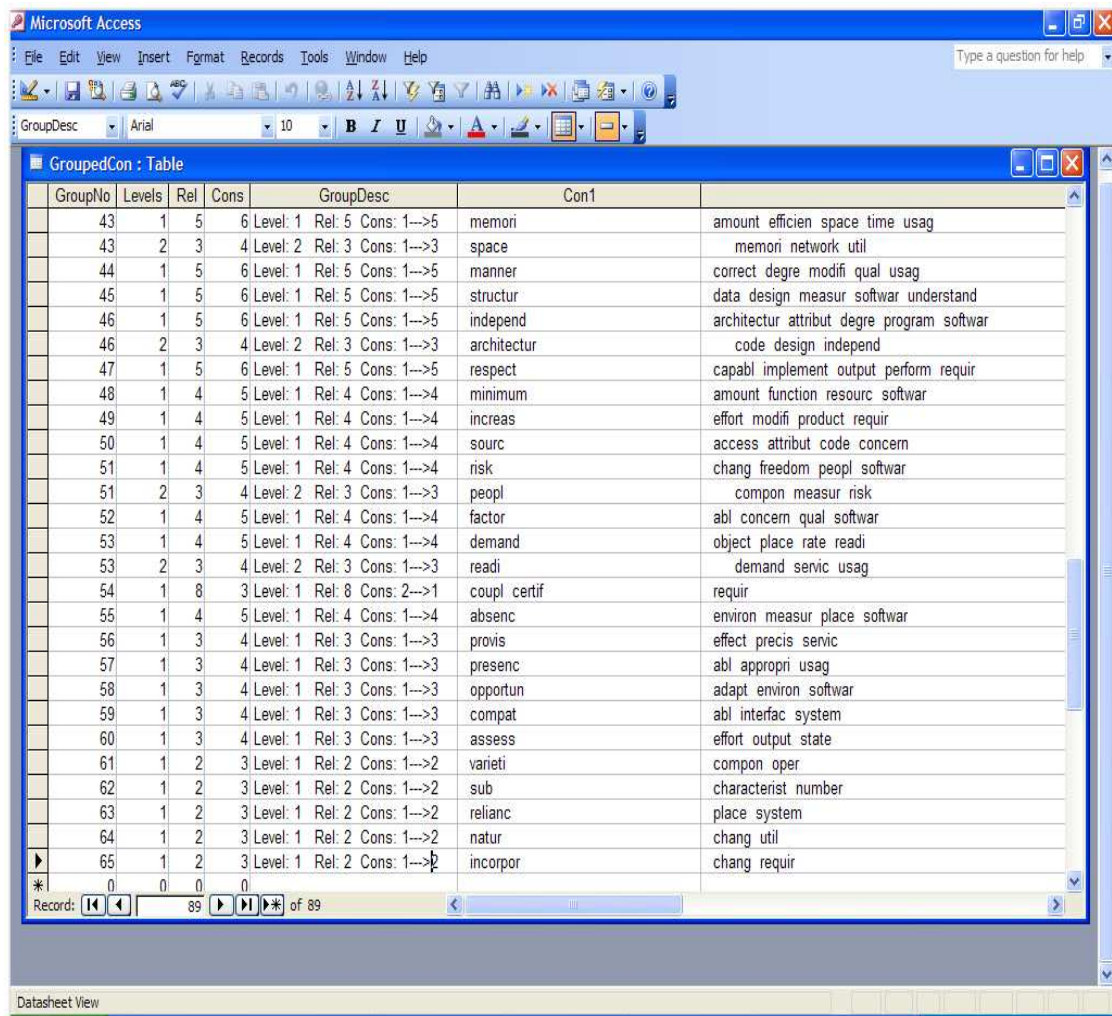 Microsoft Access
File Edit View Insert Format Records Tools Window Help Type a question for help
GroupDesc Arial 10 B I U A
GroupedCon : Table
GroupNo Levels Rel Cons GroupDesc Con1
43 1 5 6 Level: 1 Rel: 5 Cons: 1--->5 memori amount efficien space time usag
43 2 3 4 Level: 2 Rel: 3 Cons: 1--->3 space memori network util
44 1 5 6 Level: 1 Rel: 5 Cons: 1--->5 manner correct degre modifi qual usag
45 1 5 6 Level: 1 Rel: 5 Cons: 1--->5 structur data design measur softwar understand
46 1 5 6 Level: 1 Rel: 5 Cons: 1--->5 independ architectur attribut degre program softwar
46 2 3 4 Level: 2 Rel: 3 Cons: 1--->3 architectur code design independ
47 1 5 6 Level: 1 Rel: 5 Cons: 1--->5 respect capabl implement output perform requir
48 1 4 5 Level: 1 Rel: 4 Cons: 1--->4 minimum amount function resourc softwar
49 1 4 5 Level: 1 Rel: 4 Cons: 1--->4 increas effort modifi product requir
50 1 4 5 Level: 1 Rel: 4 Cons: 1--->4 sourc access attribut code concern
51 1 4 5 Level: 1 Rel: 4 Cons: 1--->4 risk chang freedom peopl softwar
51 2 3 4 Level: 2 Rel: 3 Cons: 1--->3 peopl compon measur risk
52 1 4 5 Level: 1 Rel: 4 Cons: 1--->4 factor abl concern qual softwar
53 1 4 5 Level: 1 Rel: 4 Cons: 1--->4 demand object place rate readi
53 2 3 4 Level: 2 Rel: 3 Cons: 1--->3 readi demand servic usag
54 1 8 3 Level: 1 Rel: 8 Cons: 2--->1 coupl certif requir
55 1 4 5 Level: 1 Rel: 4 Cons: 1--->4 absenc environ measur place softwar
56 1 3 4 Level: 1 Rel: 3 Cons: 1--->3 provis effect precis servic
57 1 3 4 Level: 1 Rel: 3 Cons: 1--->3 presenc abl appropri usag
58 1 3 4 Level: 1 Rel: 3 Cons: 1--->3 opportun adapt environ softwar
59 1 3 4 Level: 1 Rel: 3 Cons: 1--->3 compat abl interfac system
60 1 3 4 Level: 1 Rel: 3 Cons: 1--->3 assess effort output state
61 1 2 3 Level: 1 Rel: 2 Cons: 1--->2 varieti compon oper
62 1 2 3 Level: 1 Rel: 2 Cons: 1--->2 sub characterist number
63 1 2 3 Level: 1 Rel: 2 Cons: 1--->2 relianc place system
64 1 2 3 Level: 1 Rel: 2 Cons: 1--->2 natur chang util
65 1 2 3 Level: 1 Rel: 2 Cons: 1--->2 incorpor chang requir
0 0 0 0
Record: 89 of 89
Datasheet View